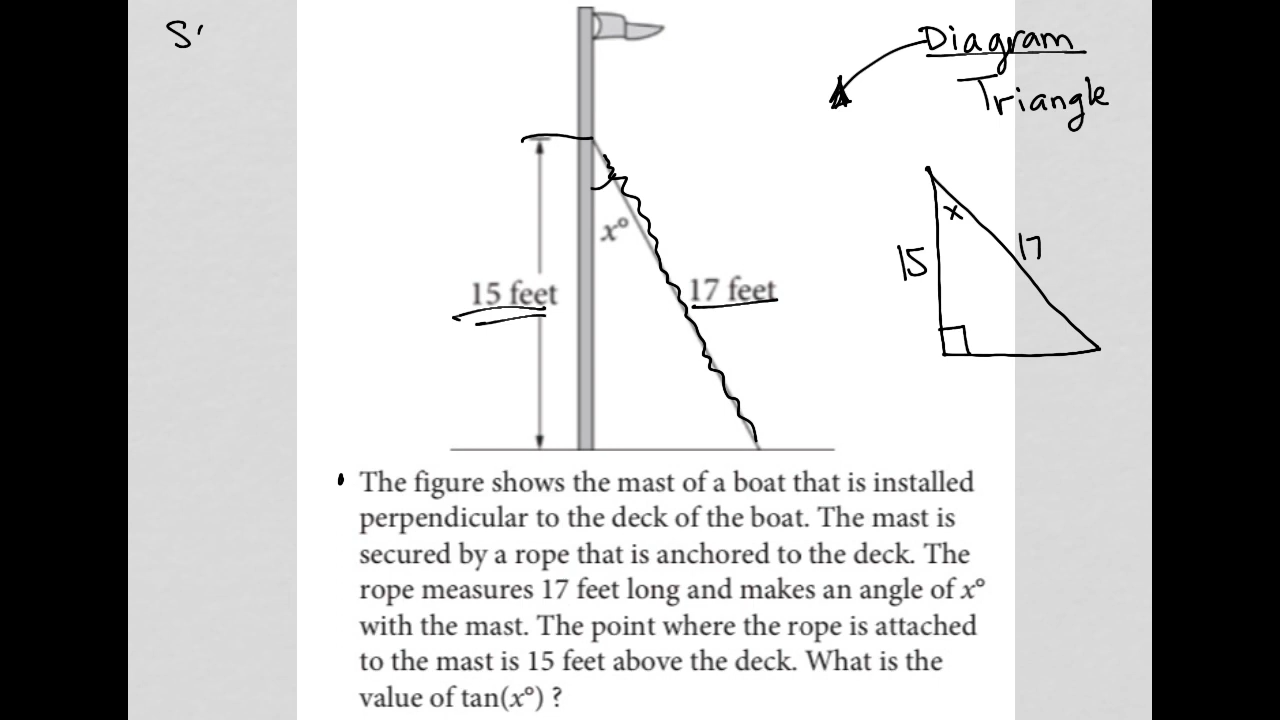 S'
Diagram
Triangle
x
15
17
x°
15 feet
17 feet
The figure shows the mast of a boat that is installed
perpendicular to the deck of the boat. The mast is
secured by a rope that is anchored to the deck. The
rope measures 17 feet long and makes an angle of x°
with the mast. The point where the rope is attached
to the mast is 15 feet above the deck. What is the
value of tan(x°) ?